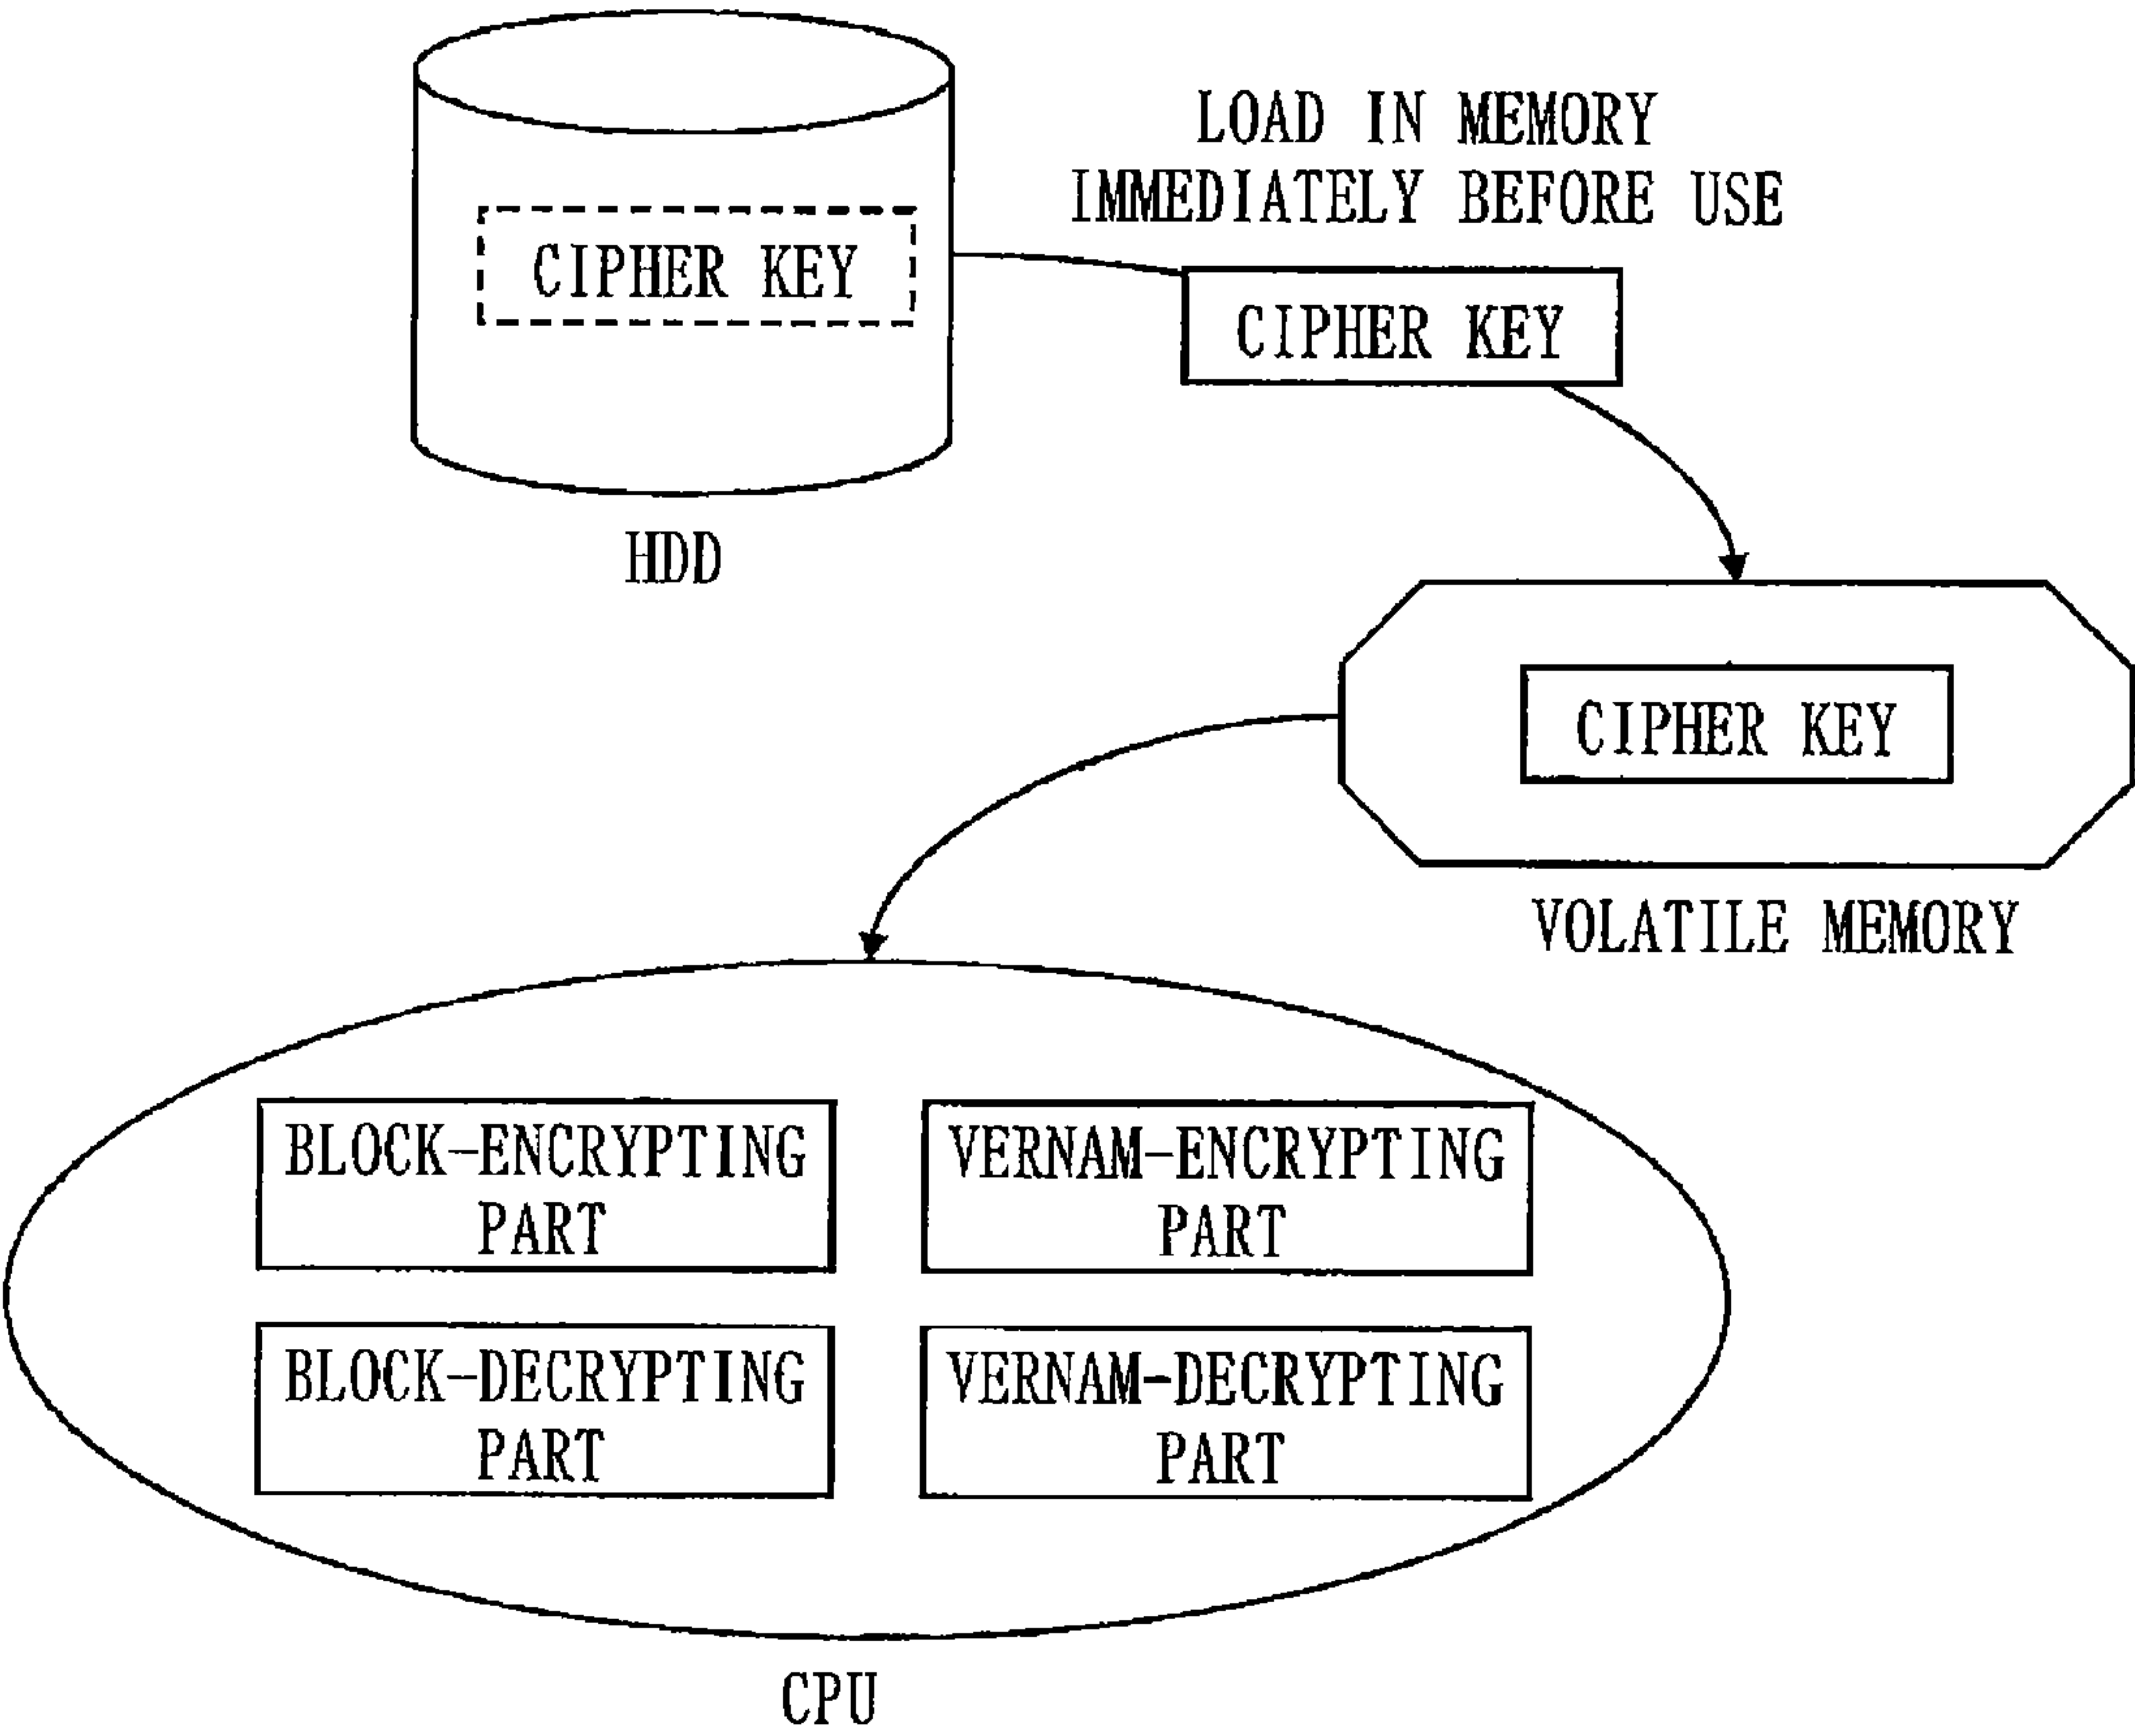 LOAD IN MEMORY
IMMEDIATELY BEFORE USE
CIPHER KEY
CIPHER KEY
HDD
CIPHER KEY
VOLATILE MEMORY
BLOCK-ENCRYPTING
PART
VERNAM-ENCRYPTING
PART
BLOCK-DECRYPTING
PART
VERNAM-DECRYPTING
PART
CPU